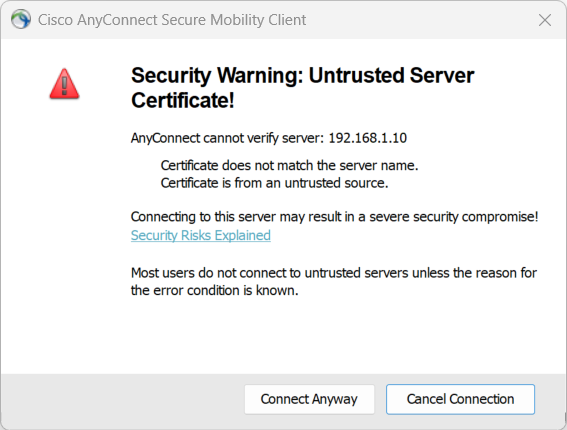 Cisco AnyConnect Secure Mobility Client
Security Warning: Untrusted Server
Certificate!
AnyConnect cannot verify server: 192.168.1.10
Certificate does not match the server name.
Certificate is from an untrusted source.
Connecting to this server may result in a severe security compromise!
Security Risks Explained
Most users do not connect to untrusted servers unless the reason for
the error condition is known.
Connect Anyway
Cancel Connection